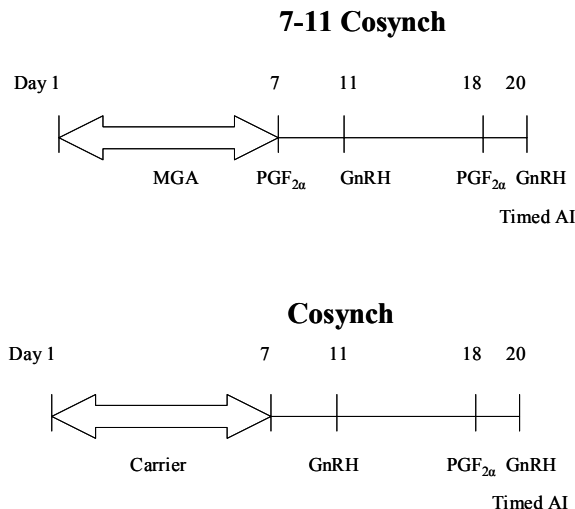 7-11 Cosynch
Day 1 7 11 18 20
MGA PGF2α GnRH PGF2α GnRH
Timed AI
Cosynch
Day 1 7 11 18 20
Carrier GnRH PGF2α GnRH
Timed AI